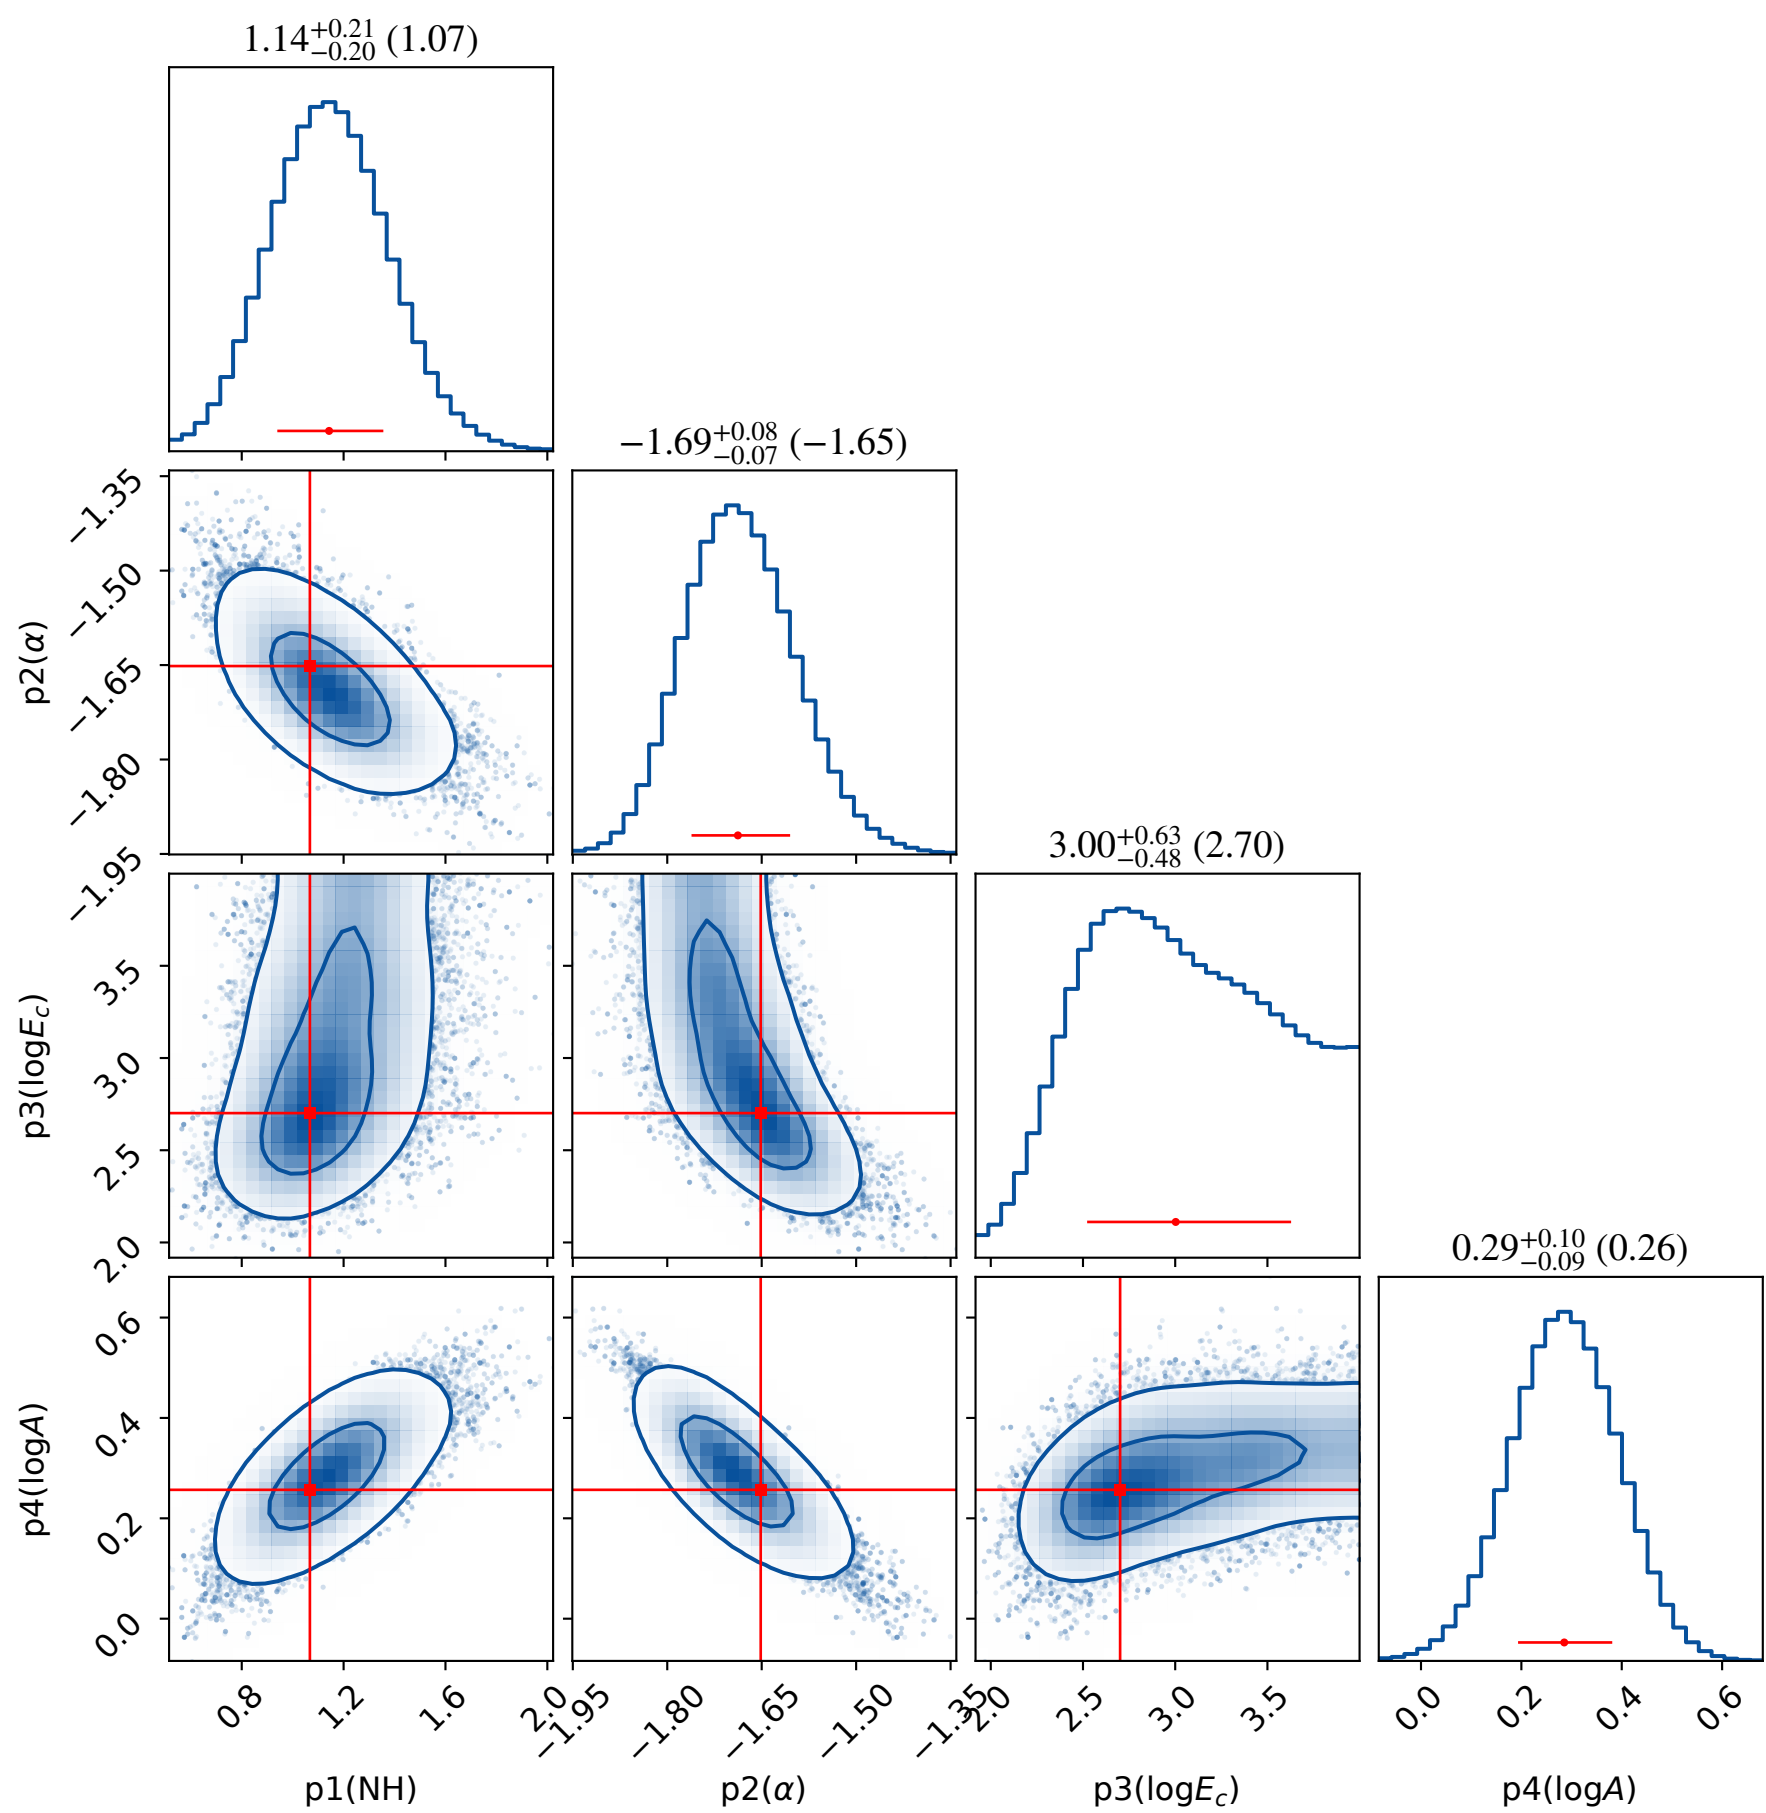 1.14+0.21−0.20 (1.07)
−1.69+0.08−0.07 (−1.65)
3.00+0.63−0.48 (2.70)
0.29+0.10−0.09 (0.26)
p2(α)
−1.35
−1.50
−1.65
−1.80
−1.95
p3(logEc)
3.5
3.0
2.5
2.0
p4(logA)
0.6
0.4
0.2
0.0
0.8 1.2 1.6 2.0
−1.95 −1.80 −1.65 −1.50 −1.35
2.0 2.5 3.0 3.5
0.0 0.2 0.4 0.6
p1(NH)
p2(α)
p3(logEc)
p4(logA)